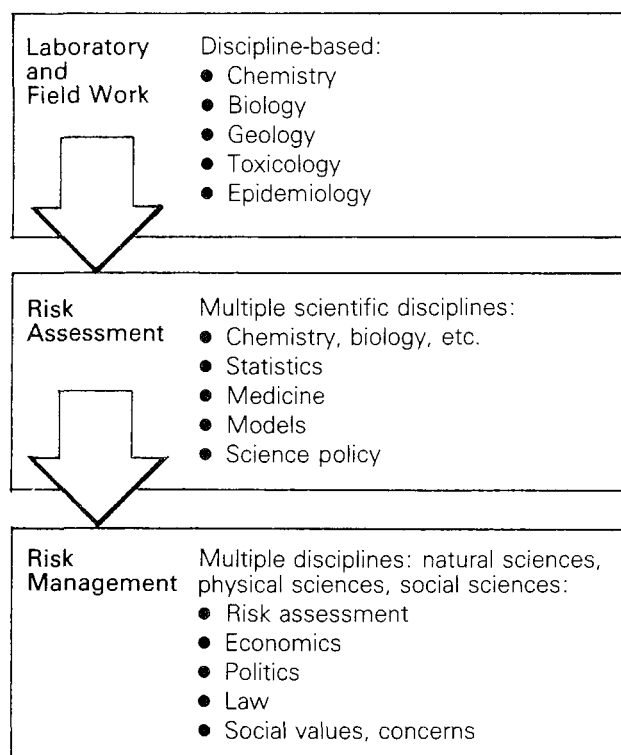 Laboratory
and
Field Work
Discipline-based:
● Chemistry
● Biology
● Geology
● Toxicology
● Epidemiology
Risk
Assessment
Multiple scientific disciplines:
● Chemistry, biology, etc.
● Statistics
● Medicine
● Models
● Science policy
Risk
Management
Multiple disciplines: natural sciences,
physical sciences, social sciences:
● Risk assessment
● Economics
● Politics
● Law
● Social values, concerns